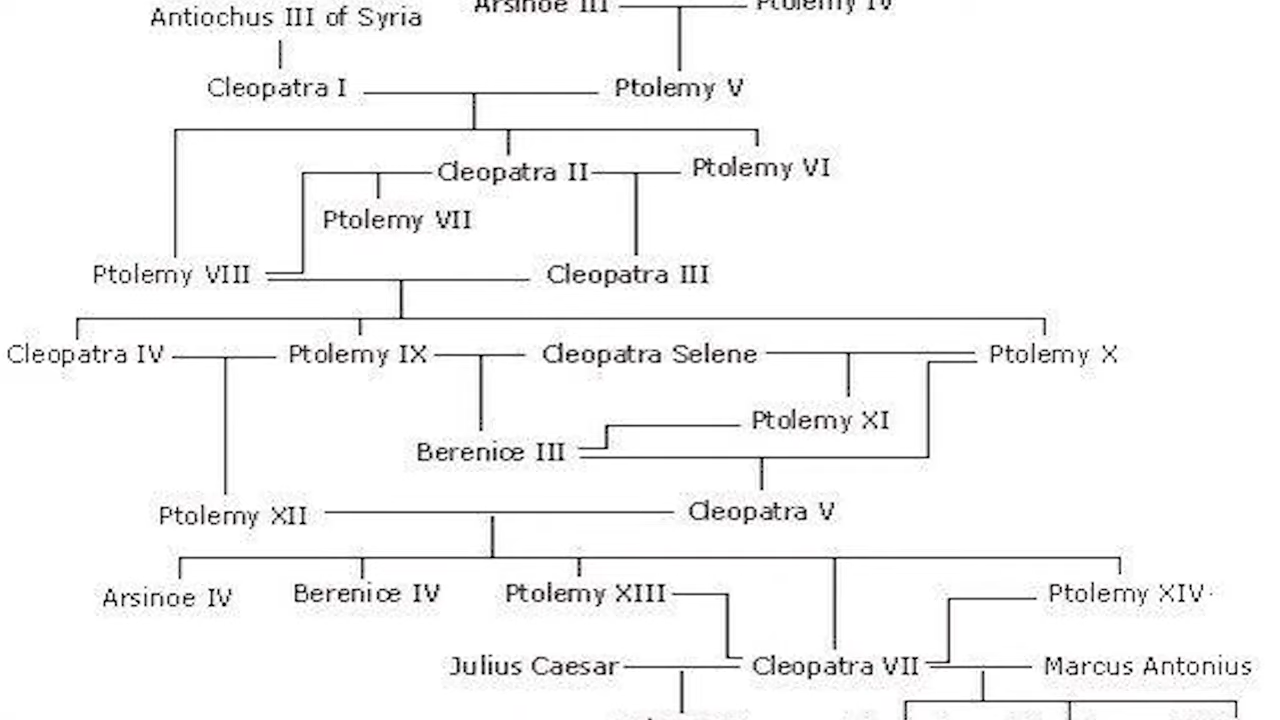 Arsinoe III Ptolemy IV
Antiochus III of Syria
Cleopatra I Ptolemy V
Cleopatra II Ptolemy VI
Ptolemy VII
Ptolemy VIII Cleopatra III
Cleopatra IV Ptolemy IX Cleopatra Selene Ptolemy X
Ptolemy XI
Berenice III
Ptolemy XII Cleopatra V
Arsinoe IV Berenice IV Ptolemy XIII Ptolemy XIV
Julius Caesar Cleopatra VII Marcus Antonius